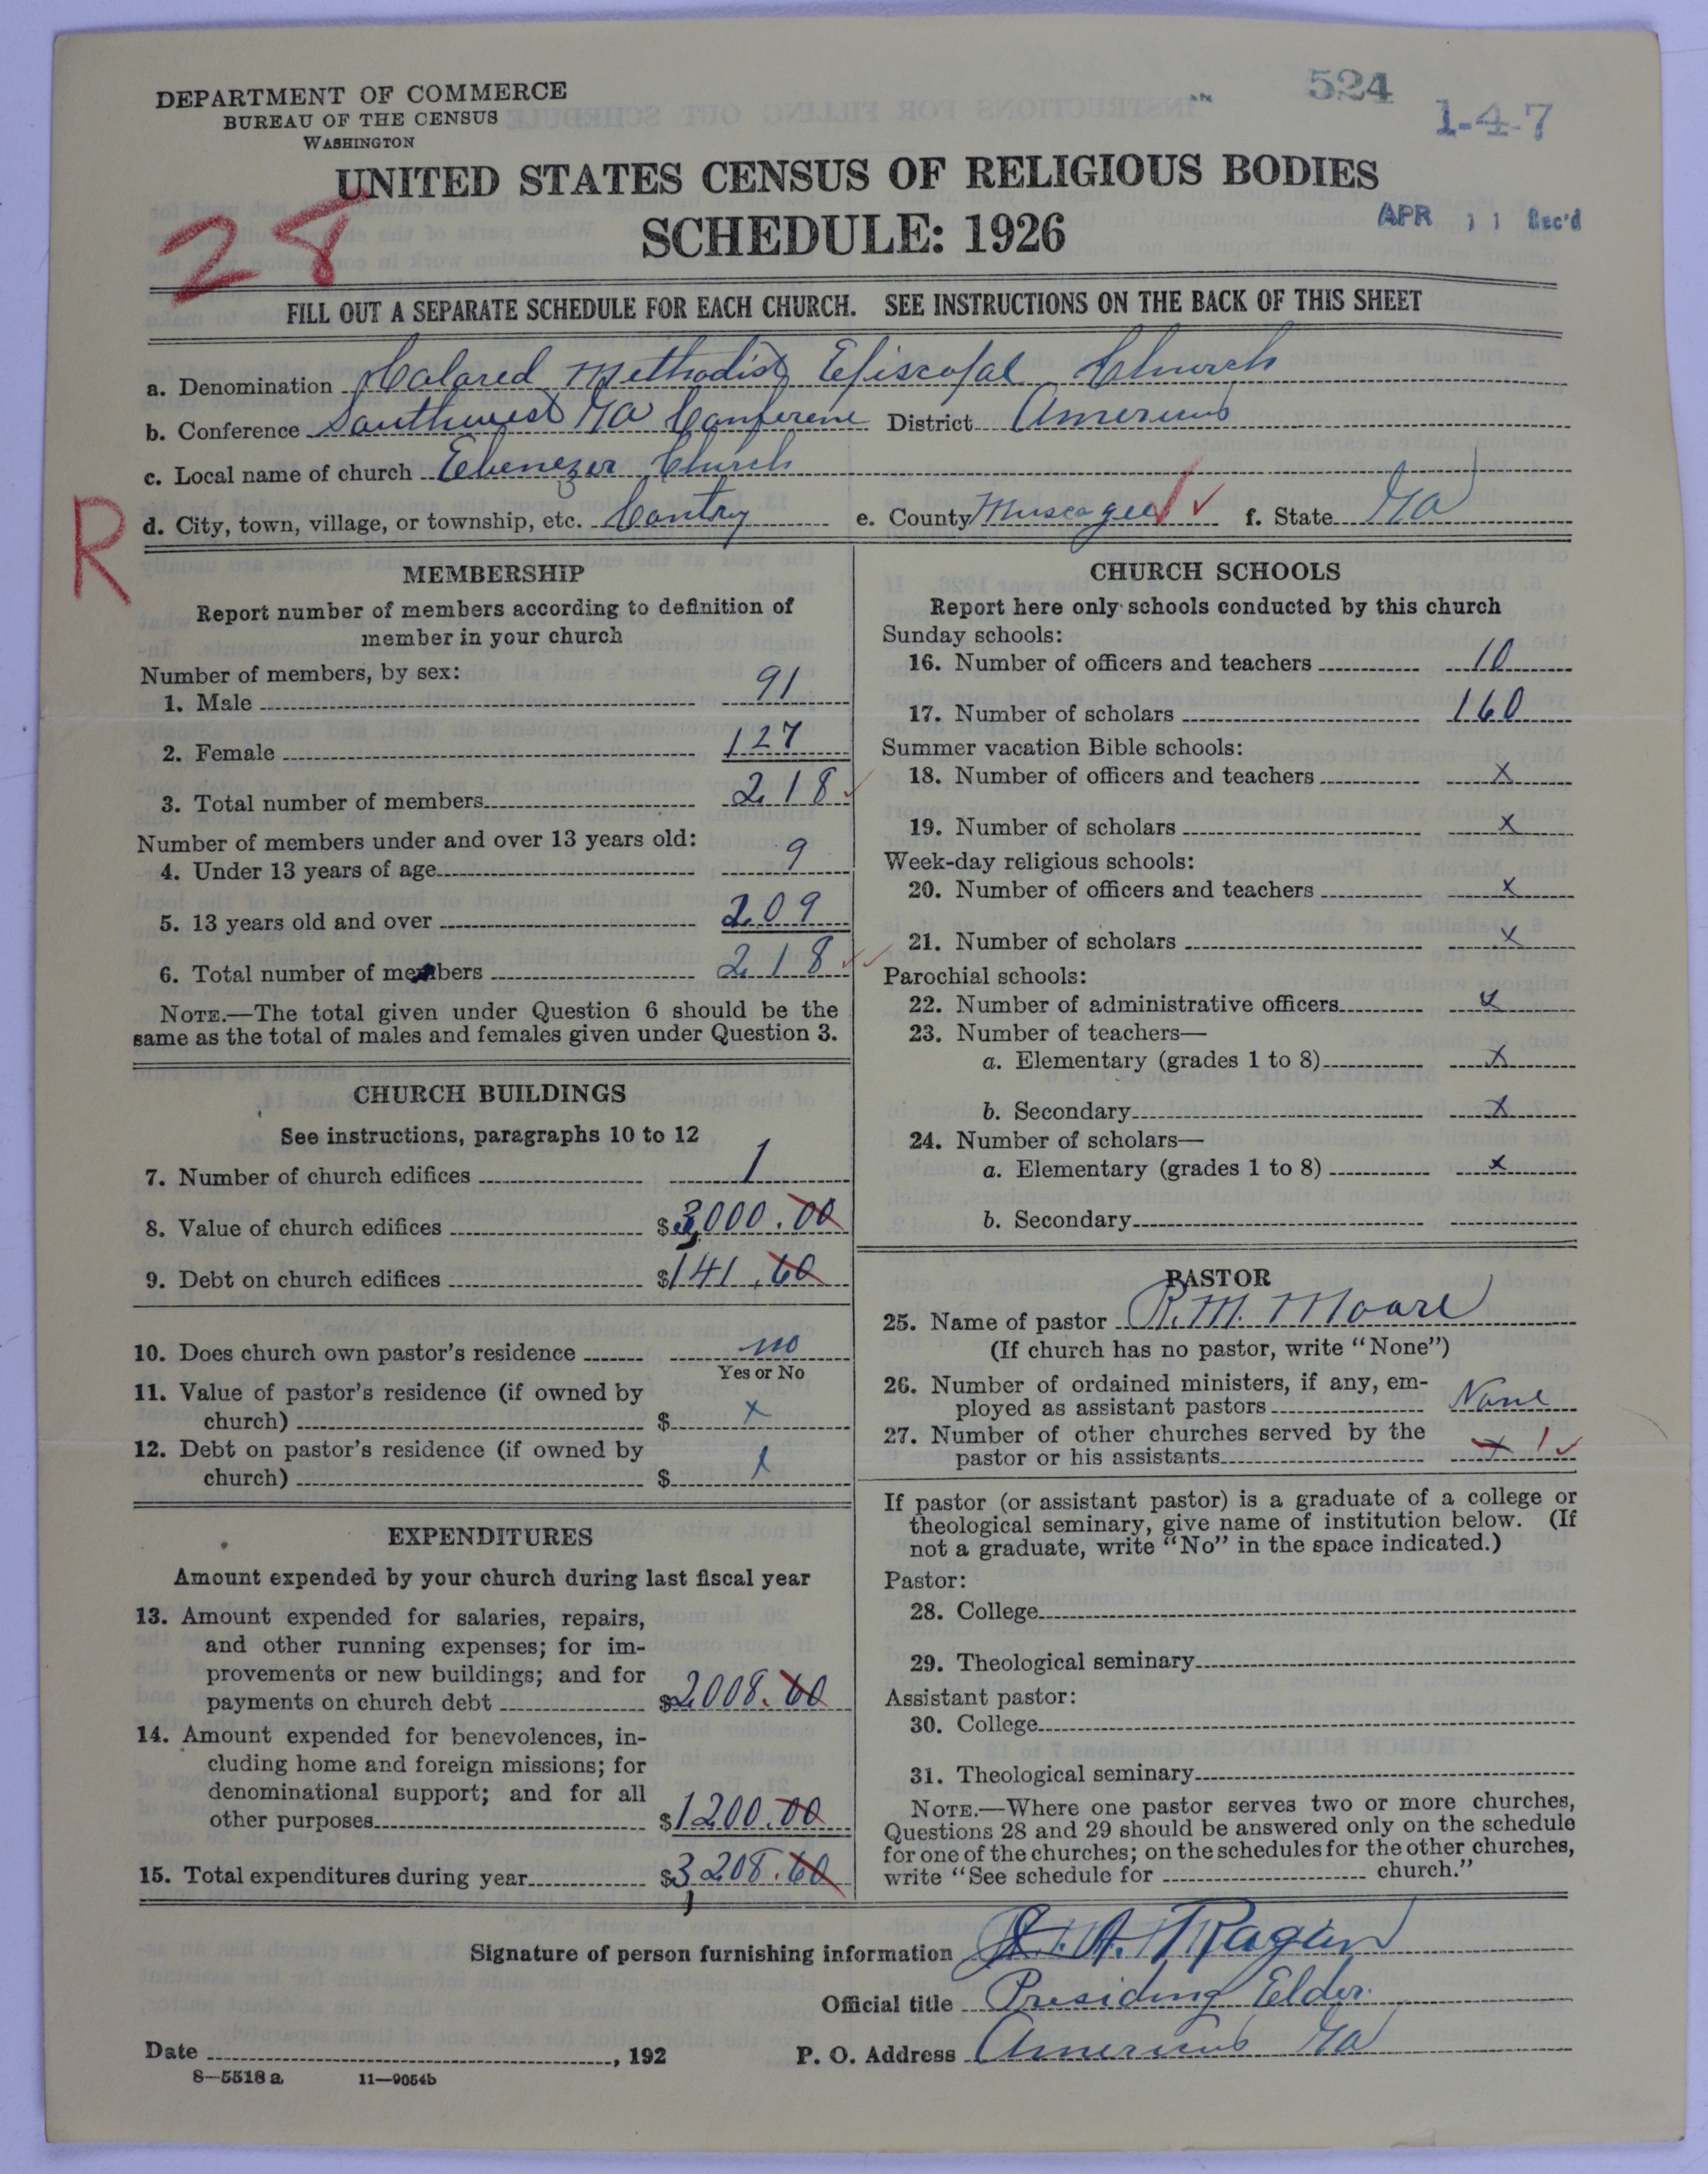 524
1-4-7
DEPARTMENT OF COMMERCE
BUREAU OF THE CENSUS
WASHINGTON
UNITED STATES CENSUS OF RELIGIOUS BODIES
SCHEDULE: 1926
APR 11 Rec'd
28
FILL OUT A SEPARATE SCHEDULE FOR EACH CHURCH. SEE INSTRUCTIONS ON THE BACK OF THIS SHEET
a. Denomination Colored Methodist Episcopal Church
b. Conference Southwest Ga Conferenc District Americus
c. Local name of church Ebenezer Church
d. City, town, village, or township, etc. Contry e. County Muscogee f. State Ga
R
MEMBERSHIP
Report number of members according to definition of
member in your church
Number of members, by sex:
1. Male 91
2. Female 127
3. Total number of members 218
Number of members under and over 13 years old:
4. Under 13 years of age 9
5. 13 years old and over 209
6. Total number of members 218
NOTE.—The total given under Question 6 should be the
same as the total of males and females given under Question 3.
CHURCH BUILDINGS
See instructions, paragraphs 10 to 12
7. Number of church edifices 1
8. Value of church edifices $3,000.00
9. Debt on church edifices $141.60
10. Does church own pastor's residence no
Yes or No
11. Value of pastor's residence (if owned by
church) $ x
12. Debt on pastor's residence (if owned by
church) $ x
EXPENDITURES
Amount expended by your church during last fiscal year
13. Amount expended for salaries, repairs,
and other running expenses; for im-
provements or new buildings; and for
payments on church debt $2008.60
14. Amount expended for benevolences, in-
cluding home and foreign missions; for
denominational support; and for all
other purposes $1200.00
15. Total expenditures during year $3,208.60
CHURCH SCHOOLS
Report here only schools conducted by this church
Sunday schools:
16. Number of officers and teachers 10
17. Number of scholars 160
Summer vacation Bible schools:
18. Number of officers and teachers x
19. Number of scholars x
Week-day religious schools:
20. Number of officers and teachers x
21. Number of scholars x
Parochial schools:
22. Number of administrative officers x
23. Number of teachers—
a. Elementary (grades 1 to 8) x
b. Secondary x
24. Number of scholars—
a. Elementary (grades 1 to 8) x
b. Secondary
PASTOR
25. Name of pastor R. M. Moore
(If church has no pastor, write "None")
26. Number of ordained ministers, if any, em-
ployed as assistant pastors None
27. Number of other churches served by the
pastor or his assistants x 1
If pastor (or assistant pastor) is a graduate of a college or
theological seminary, give name of institution below. (If
not a graduate, write "No" in the space indicated.)
Pastor:
28. College
29. Theological seminary
Assistant pastor:
30. College
31. Theological seminary
NOTE.—Where one pastor serves two or more churches,
Questions 28 and 29 should be answered only on the schedule
for one of the churches; on the schedules for the other churches,
write "See schedule for church."
Signature of person furnishing information A. Ragan
Official title Presiding Elder
Date , 192 P. O. Address Americus Ga
8—5518 a 11—9054b